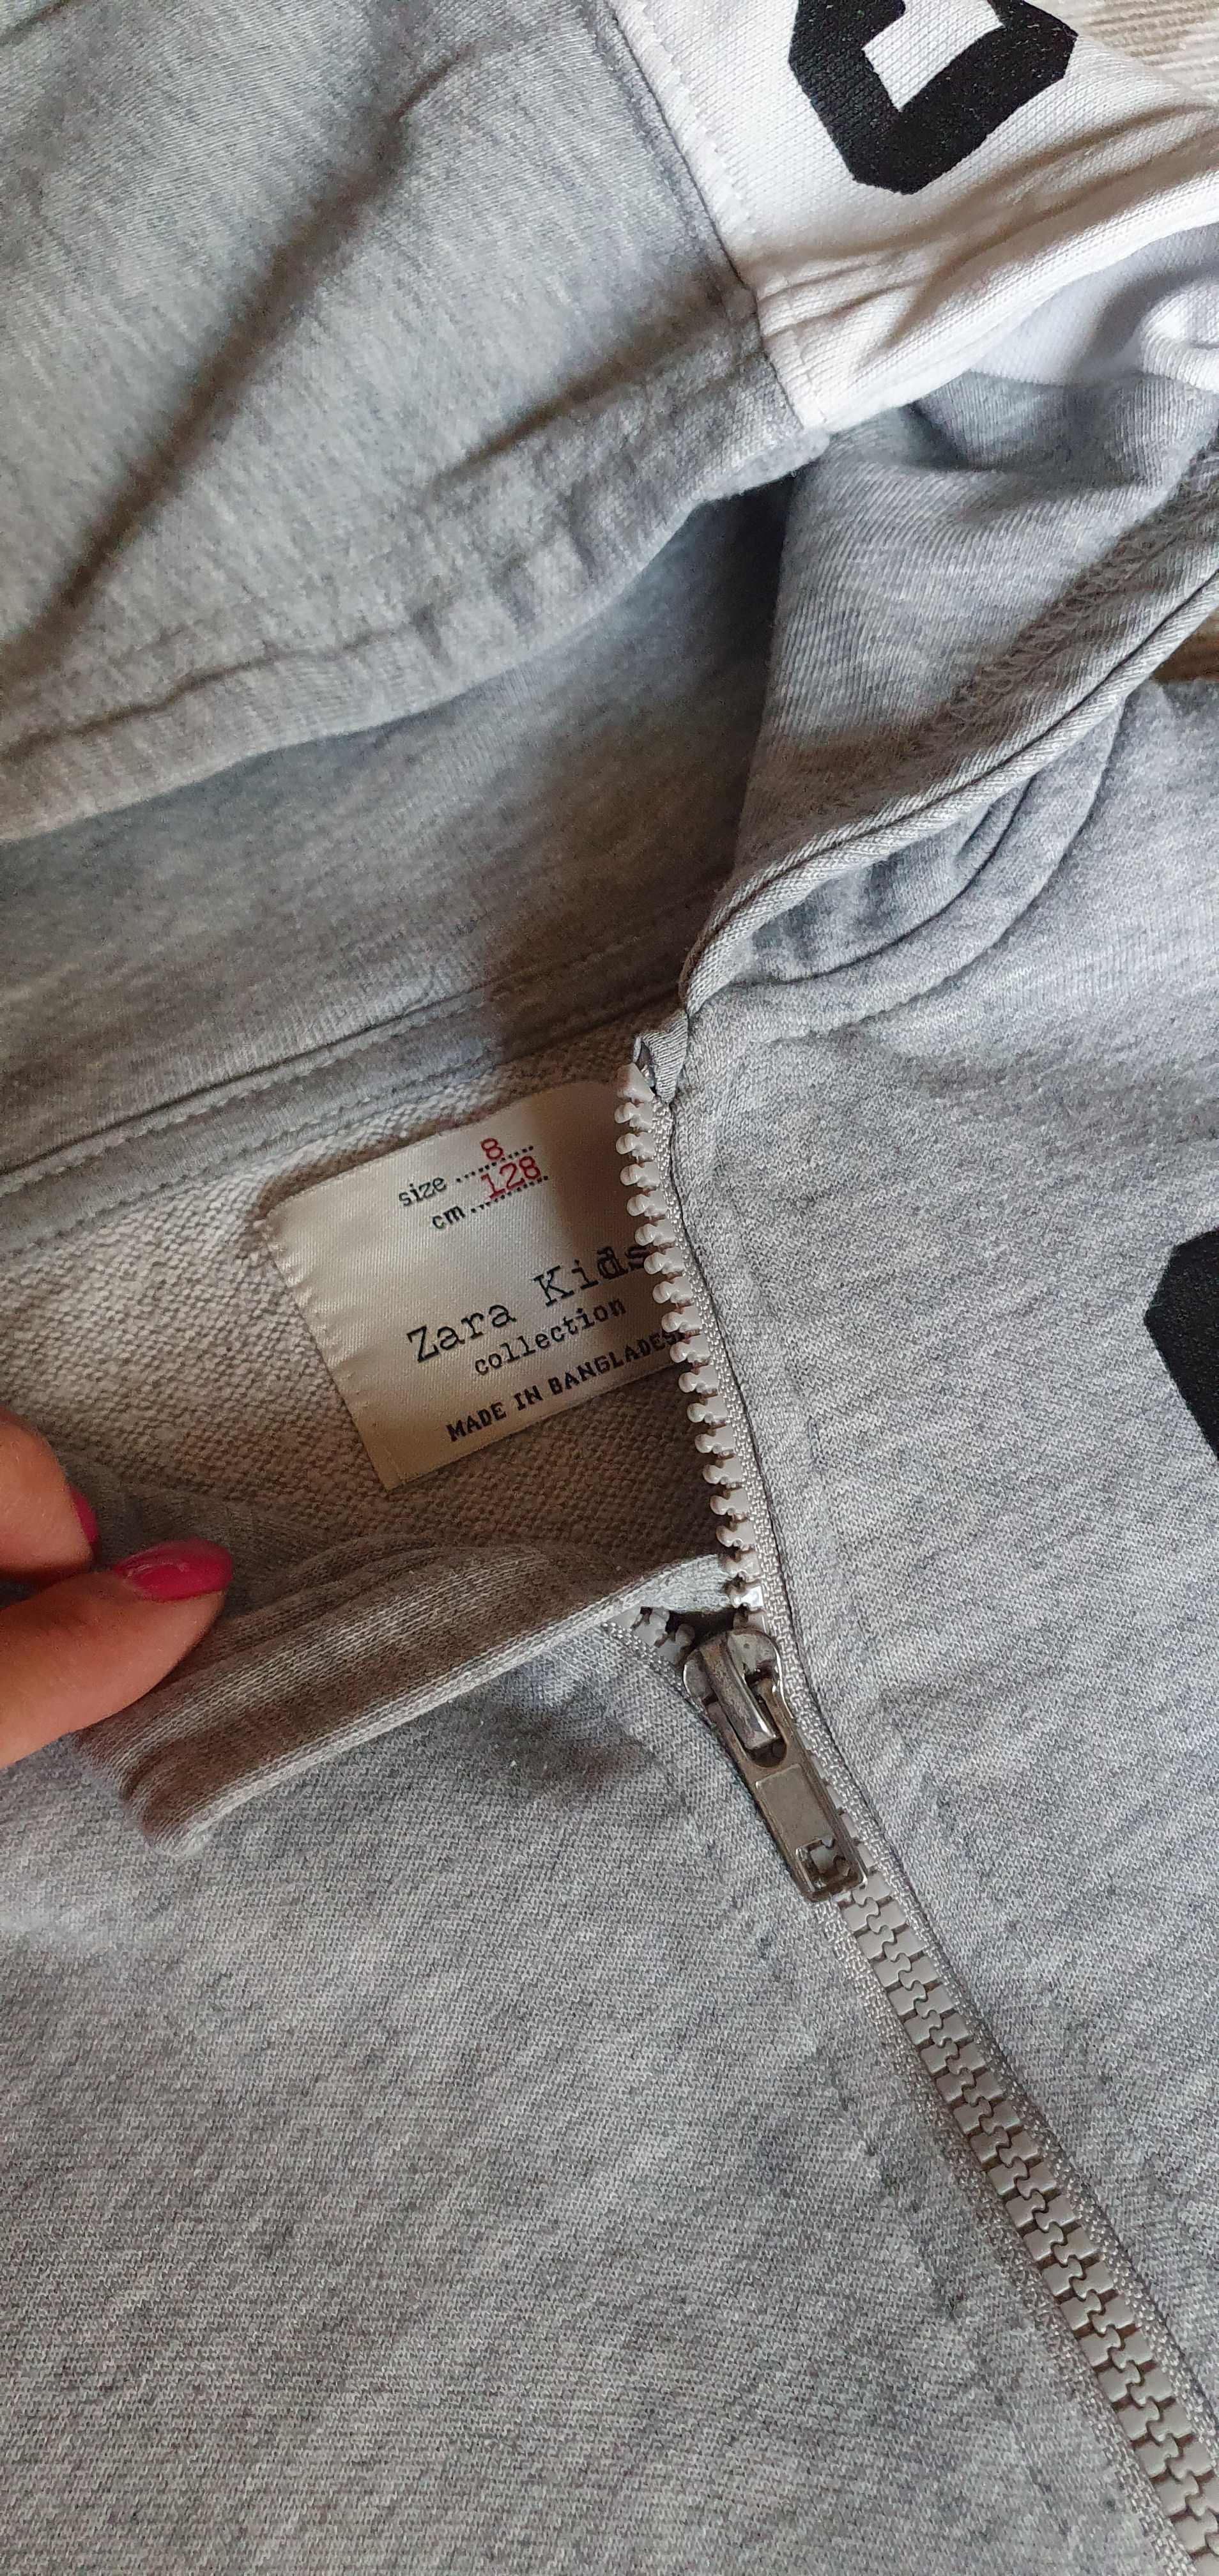 size ..... 8 .....
cm ..... 128 .....
Zara Kids
collection
MADE IN BANGLADES